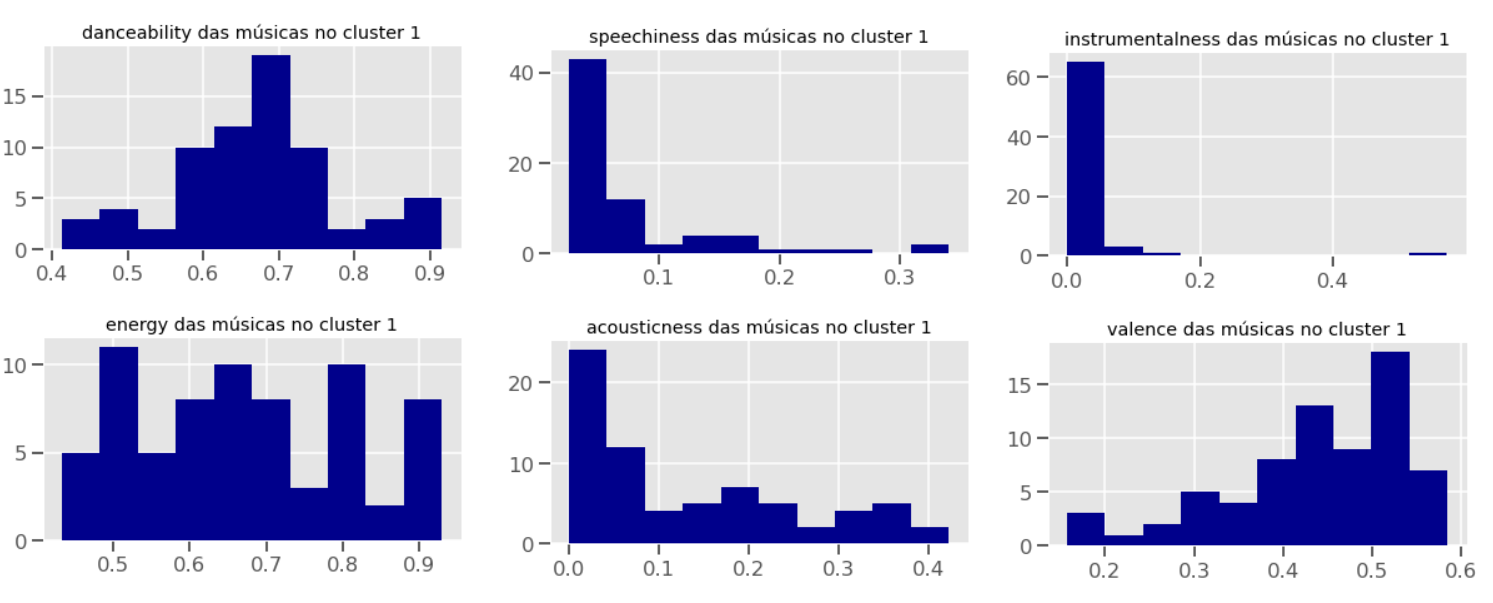 danceability das músicas no cluster 1
15
10
5
0
0.4 0.5 0.6 0.7 0.8 0.9
speechiness das músicas no cluster 1
40
20
0
0.1 0.2 0.3
instrumentalness das músicas no cluster 1
60
40
20
0
0.0 0.2 0.4
energy das músicas no cluster 1
10
5
0
0.5 0.6 0.7 0.8 0.9
acousticness das músicas no cluster 1
20
10
0
0.0 0.1 0.2 0.3 0.4
valence das músicas no cluster 1
15
10
5
0
0.2 0.3 0.4 0.5 0.6